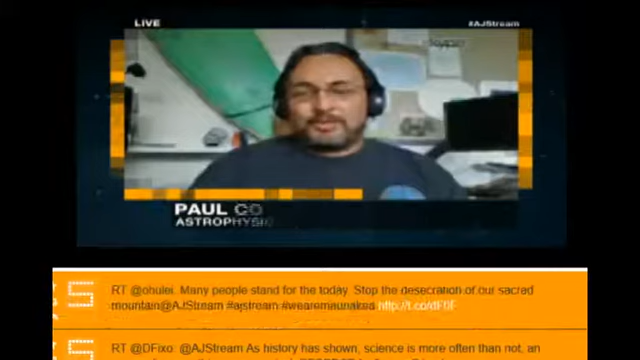 LIVE
#AJStream
PAUL CO
ASTROPHYSIC
RT @ohulei: Many people stand for the today. Stop the desecration of our sacred
mountain@AJStream #ajstream #wearemaunakea http://t.co/dF0F
RT @DFixo: @AJStream As history has shown, science is more often than not, an